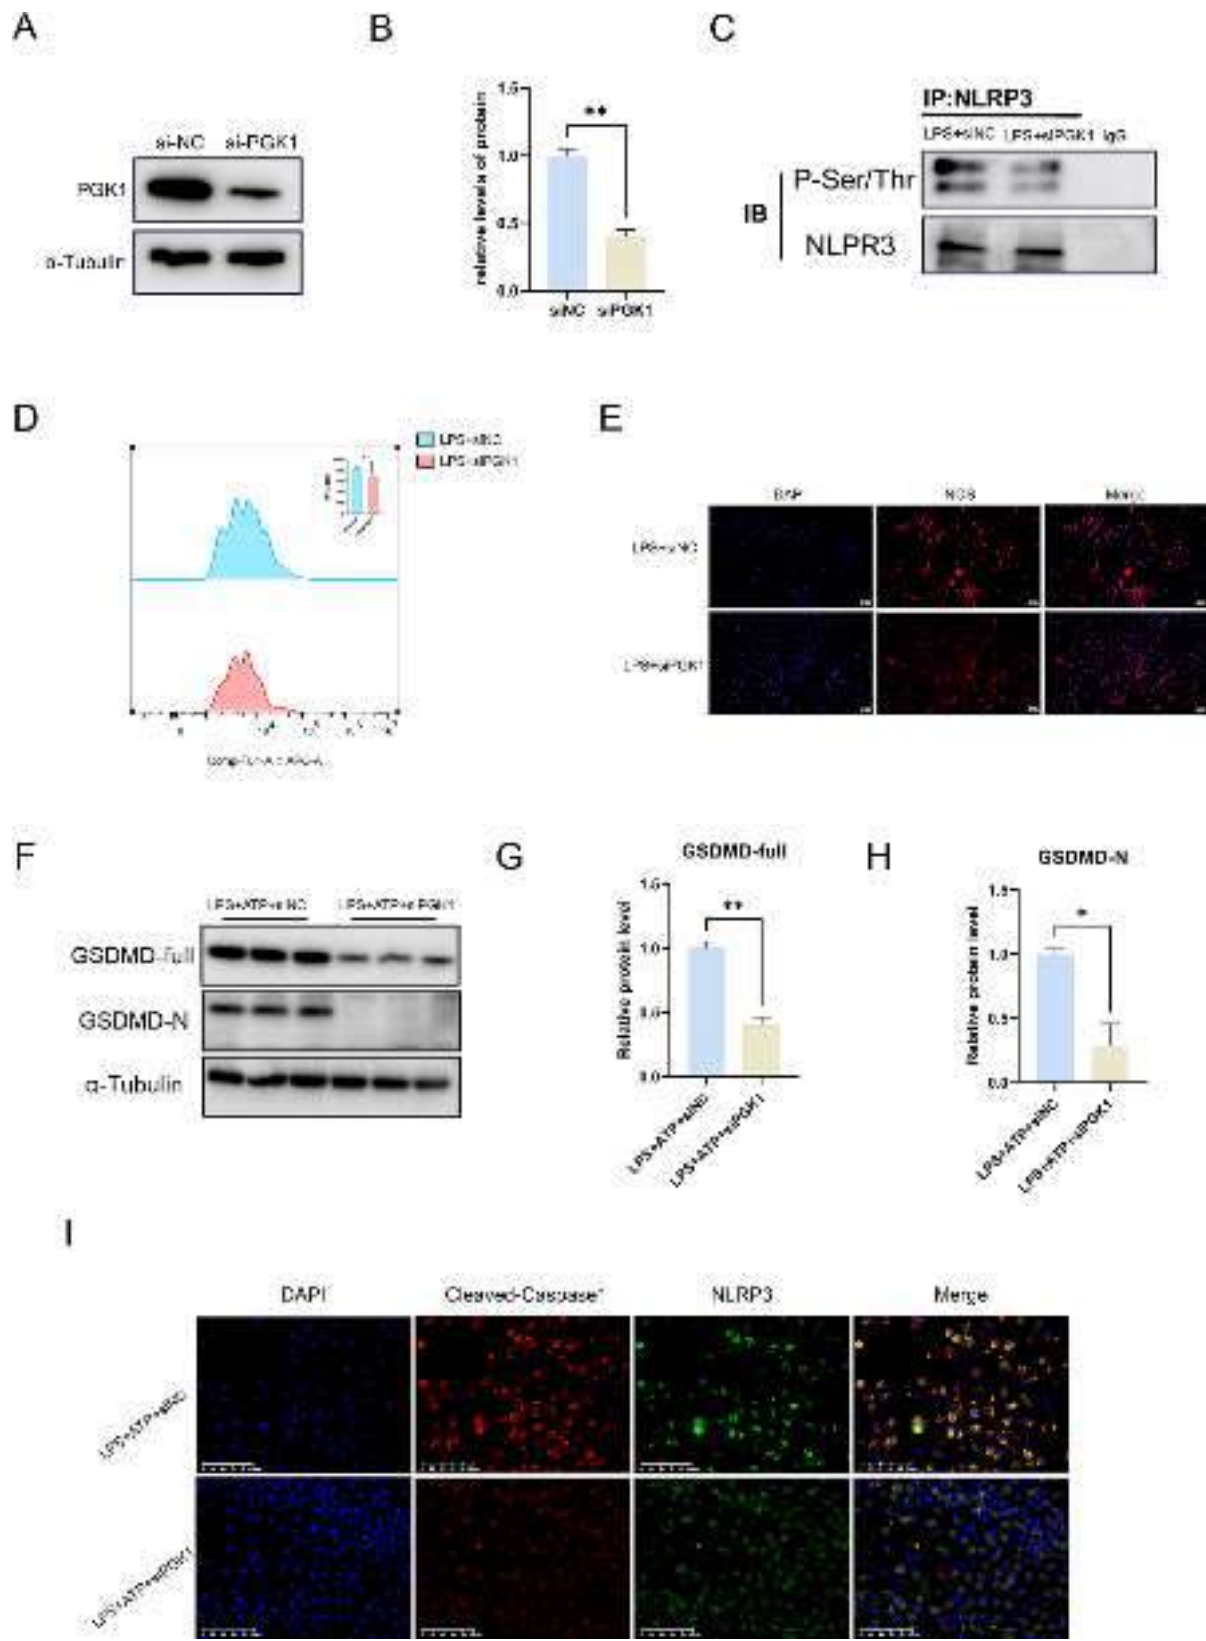 A
B
C
si-NC si-PGK1
PGK1
α-Tubulin
relative levels of protein
1.5
1.0
0.5
0.0
**
siNC siPGK1
IP:NLRP3
LPS+siNC LPS+siPGK1 IgG
IB
P-Ser/Thr
NLPR3
D
LPS+siNC
LPS+siPGK1
E
Merge
LPS+siNC
LPS+siPGK1
F
LPS+ATP+siNC LPS+ATP+siPGK1
GSDMD-full
GSDMD-N
α-Tubulin
G
GSDMD-full
Relative protein level
1.5
1.0
0.5
0.0
**
LPS+ATP+siNC
LPS+ATP+siPGK1
H
GSDMD-N
Relative protein level
1.5
1.0
0.5
0.0
*
LPS+ATP+siNC
LPS+ATP+siPGK1
I
DAPI Cleaved-Caspase1 NLRP3 Merge
LPS+ATP+siNC
LPS+ATP+siPGK1